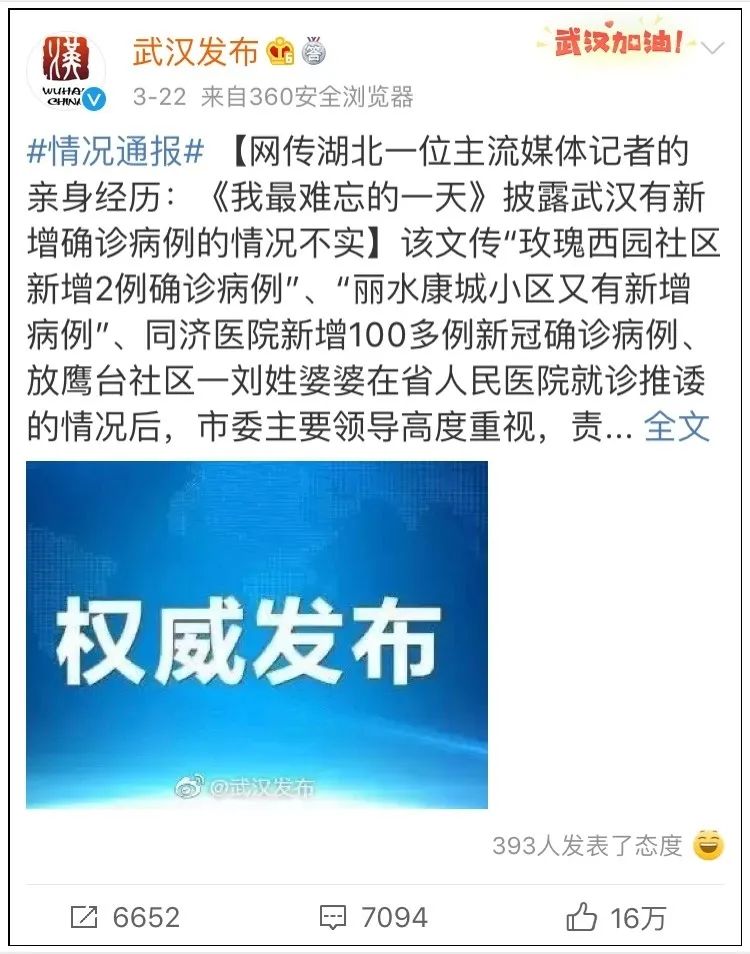 漢
WUHAN
CHINA
武汉发布
答
武汉加油!
3-22 来自360安全浏览器
#情况通报# 【网传湖北一位主流媒体记者的
亲身经历：《我最难忘的一天》披露武汉有新
增确诊病例的情况不实】该文传“玫瑰西园社区
新增2例确诊病例”、“丽水康城小区又有新增
病例”、同济医院新增100多例新冠确诊病例、
放鹰台社区一刘姓婆婆在省人民医院就诊推诿
的情况后，市委主要领导高度重视，责... 全文
权威发布
@武汉发布
393人发表了态度
6652
7094
16万